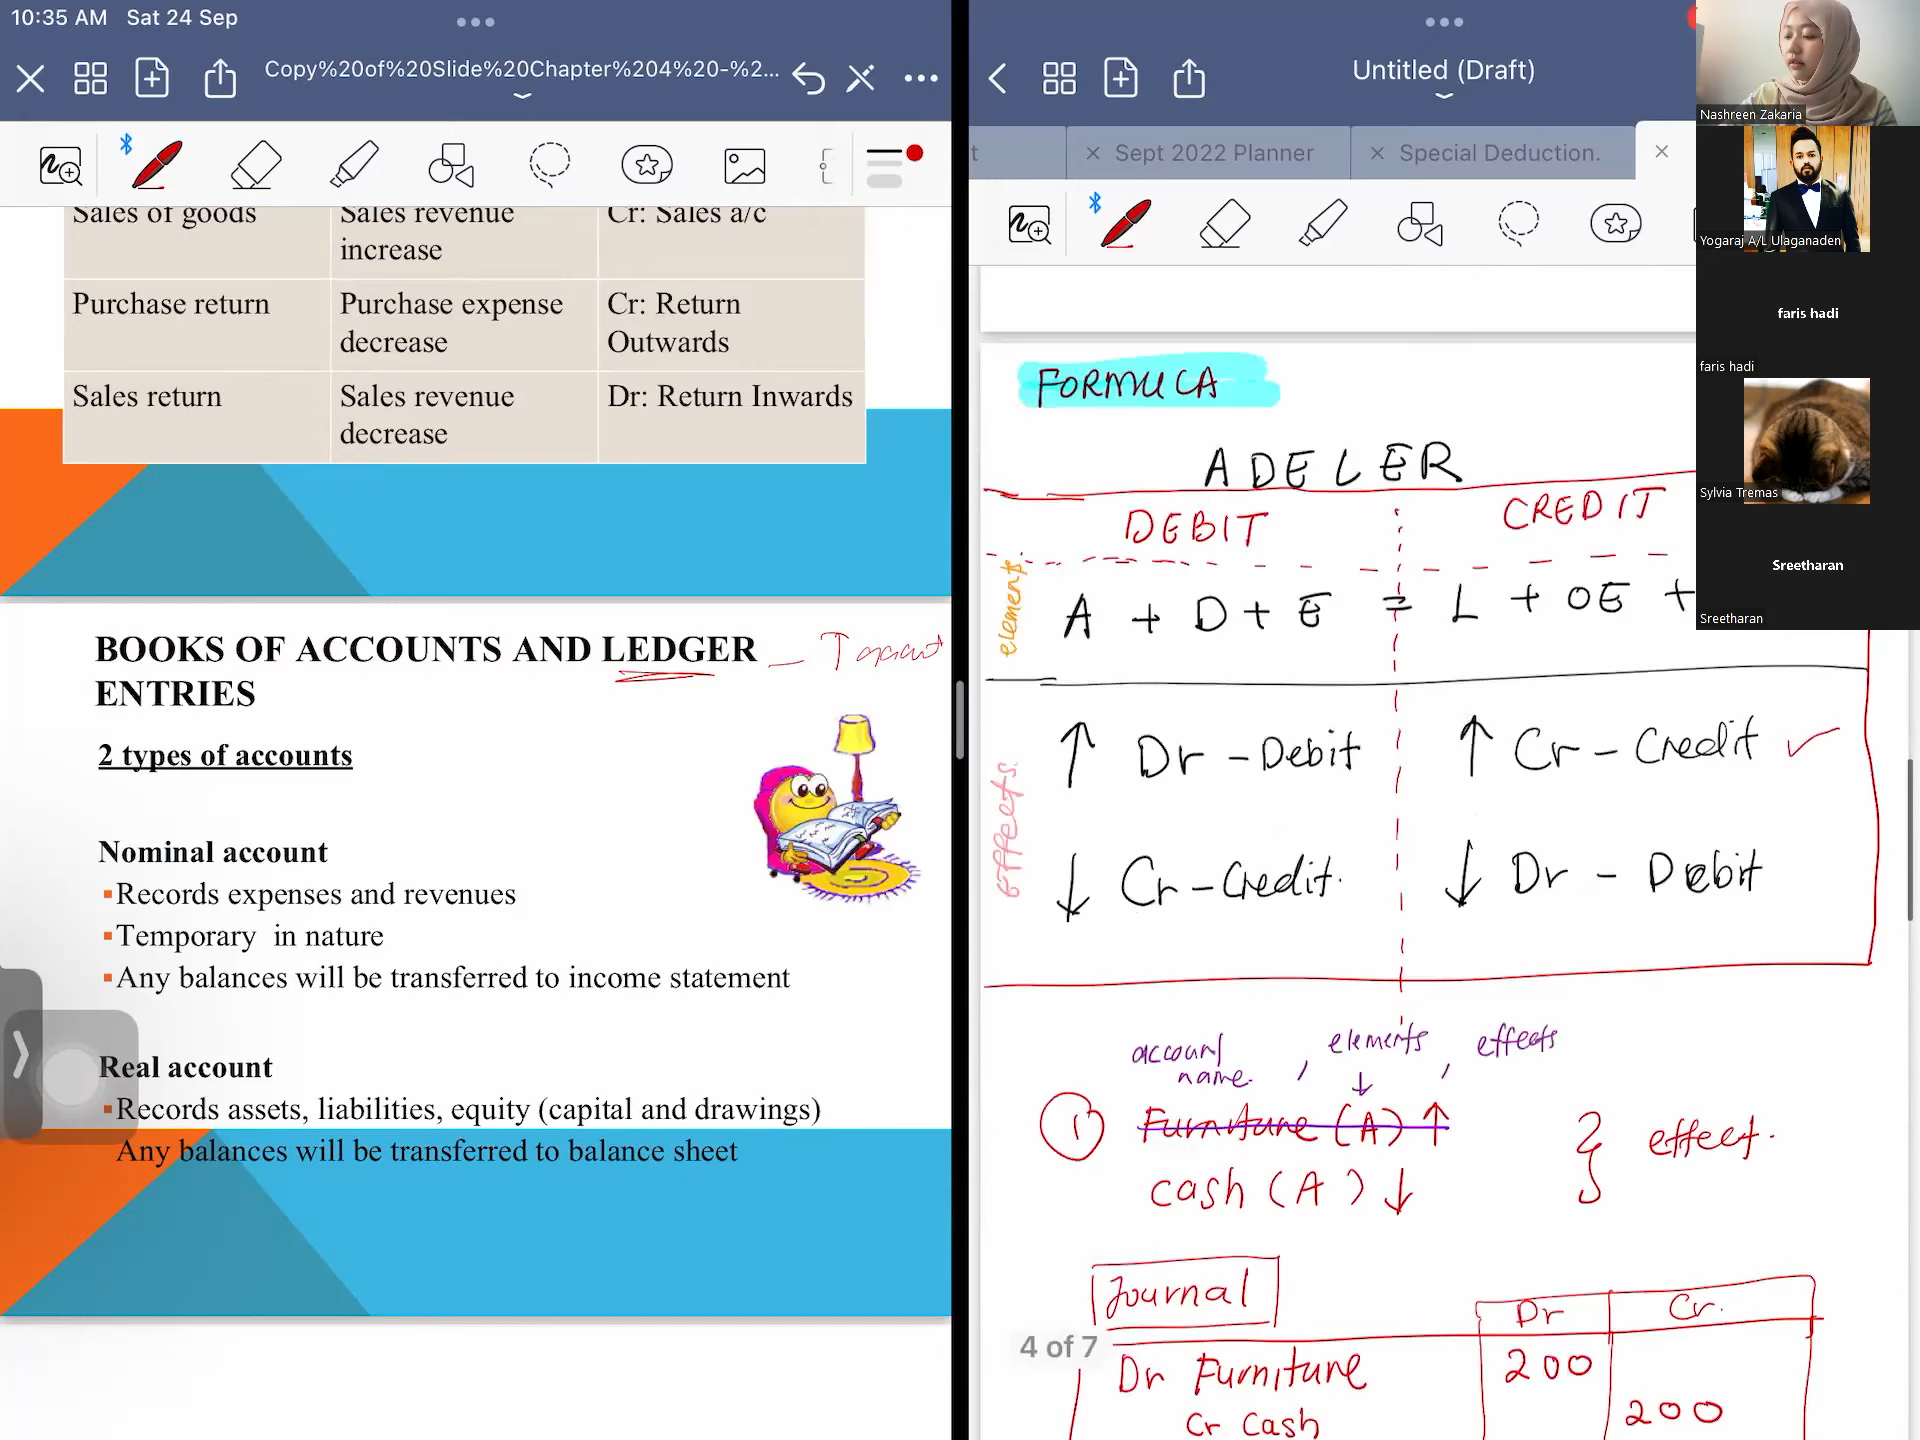 10:35 AM Sat 24 Sep
Copy%20of%20Slide%20Chapter%204%20-%2...
Sales of goods
Sales revenue
increase
Cr: Sales a/c
Purchase return
Purchase expense
decrease
Cr: Return
Outwards
Sales return
Sales revenue
decrease
Dr: Return Inwards
BOOKS OF ACCOUNTS AND LEDGER
ENTRIES
2 types of accounts
Nominal account
▪Records expenses and revenues
▪Temporary in nature
▪Any balances will be transferred to income statement
Real account
▪Records assets, liabilities, equity (capital and drawings)
Any balances will be transferred to balance sheet
Untitled (Draft)
t
Sept 2022 Planner
Special Deduction.
FORMULA
ADELER
DEBIT
CREDIT
elements
A + D + E = L + OE +
effects.
↑ Dr - Debit
↑ Cr - Credit ✓
↓ Cr - Credit.
↓ Dr - Debit
account
name
, elements , effects
↓
1 Furniture (A) ↑
cash (A) ↓
} effect.
Journal
Dr
Cr.
4 of 7
Dr Furniture
200
Cr Cash
200
Nashreen Zakaria
Yogaraj A/L Ulaganaden
faris hadi
faris hadi
Sylvia Tremas
Sreetharan
Sreetharan